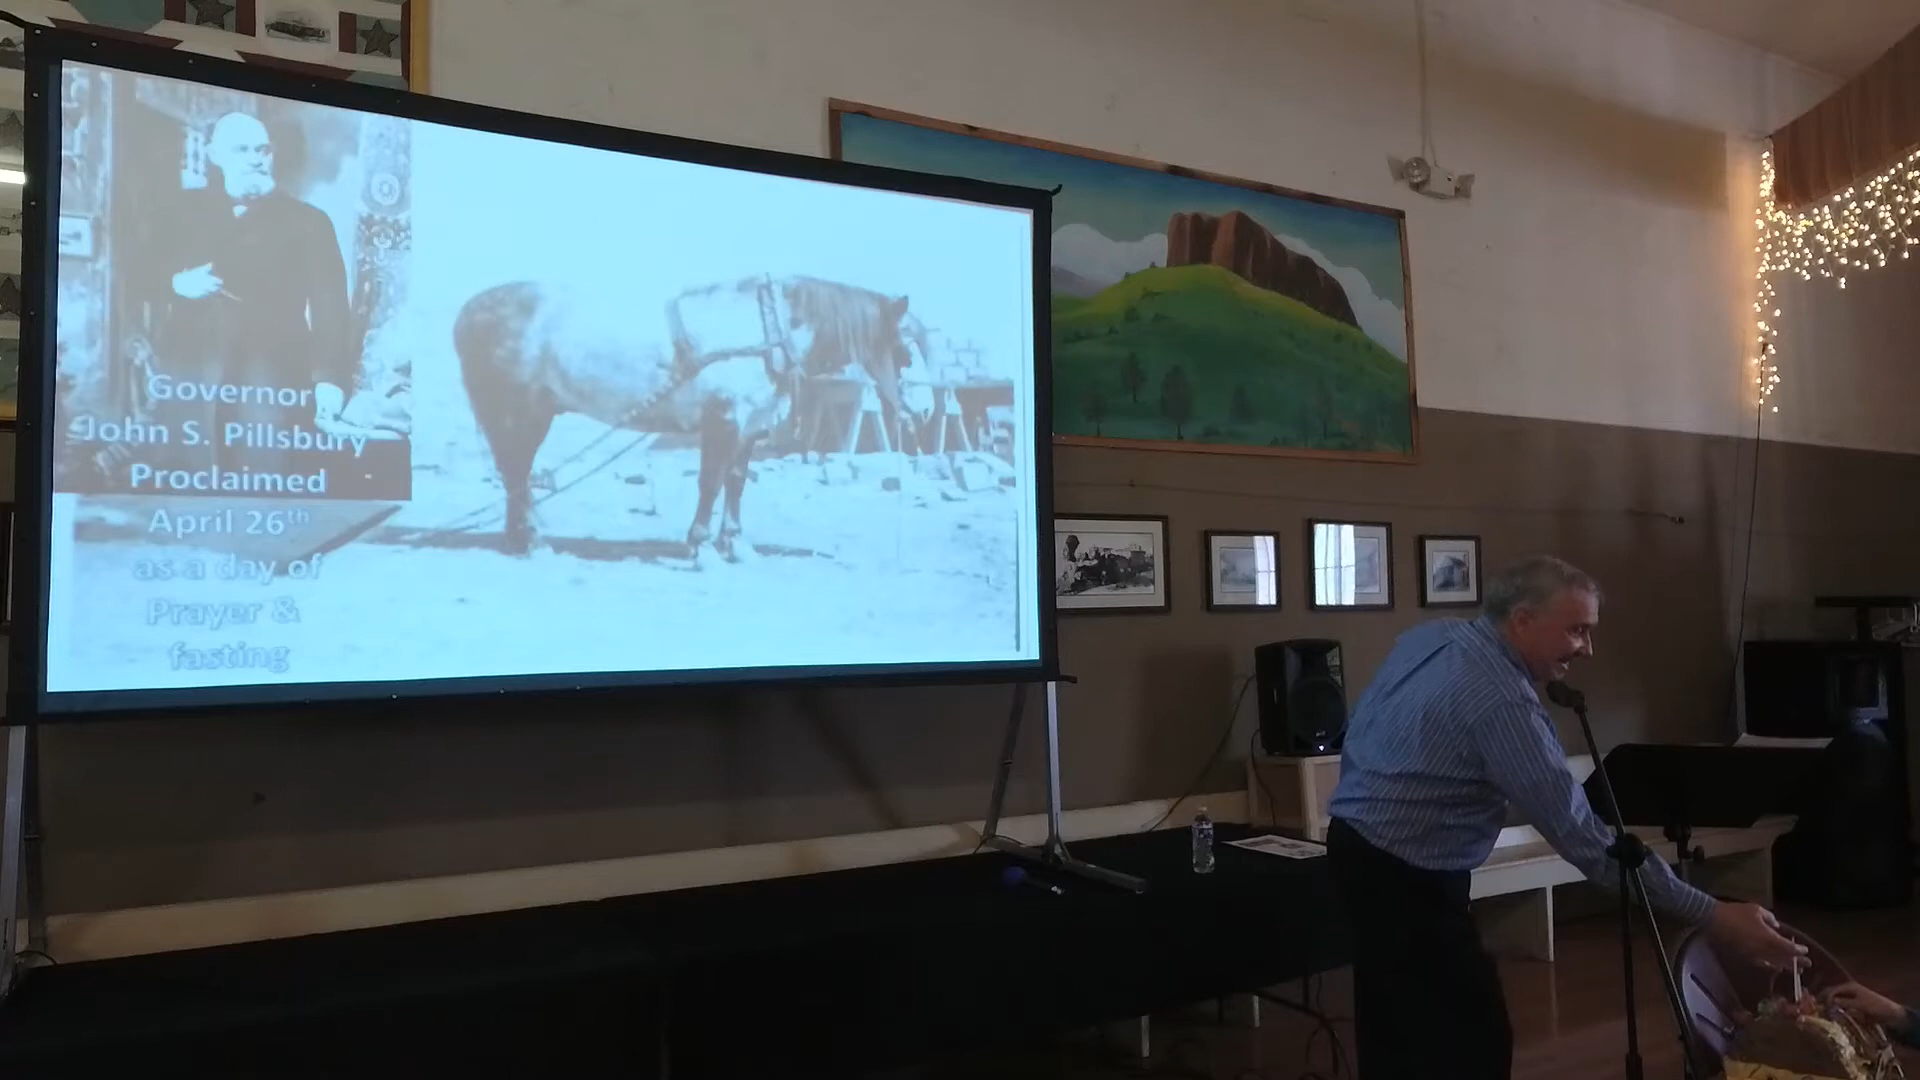 Governor
John S. Pillsbury
Proclaimed
April 26th
as a day of
Prayer &
fasting